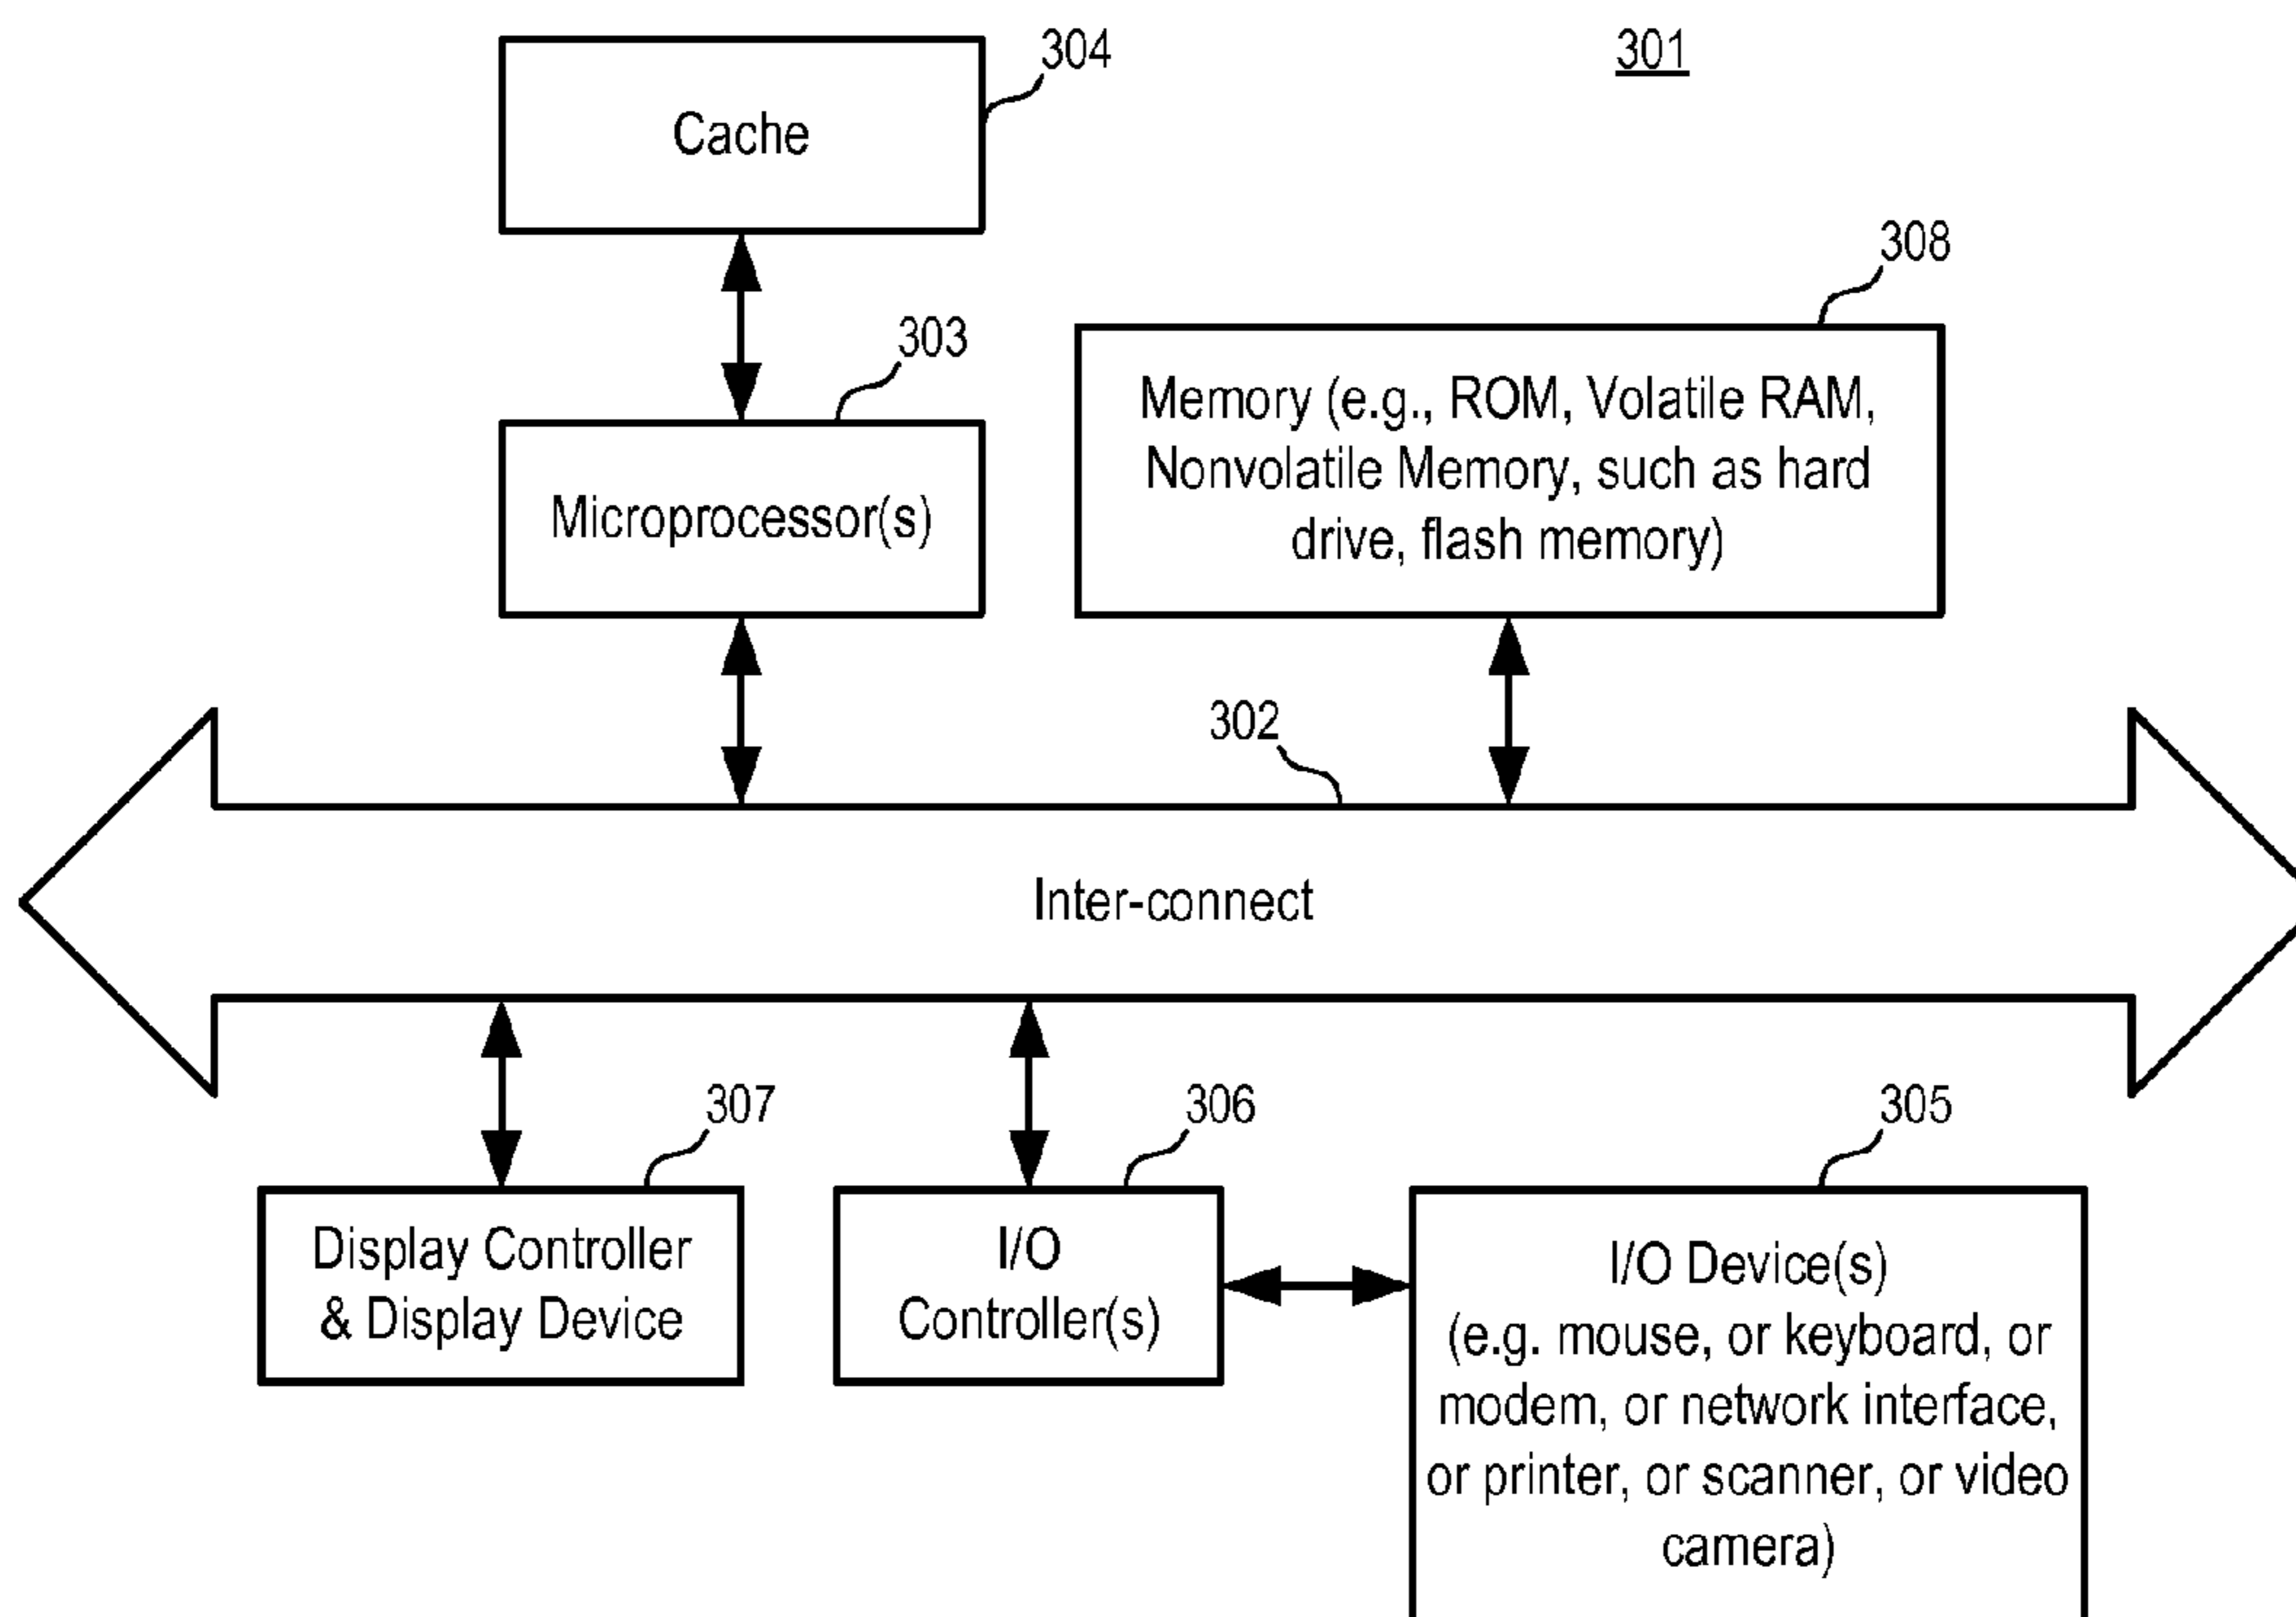 304
301
Cache
308
303
Memory (e.g., ROM, Volatile RAM,
Nonvolatile Memory, such as hard
drive, flash memory)
Microprocessor(s)
302
Inter-connect
307
306
305
Display Controller
& Display Device
I/O
Controller(s)
I/O Device(s)
(e.g. mouse, or keyboard, or
modem, or network interface,
or printer, or scanner, or video
camera)